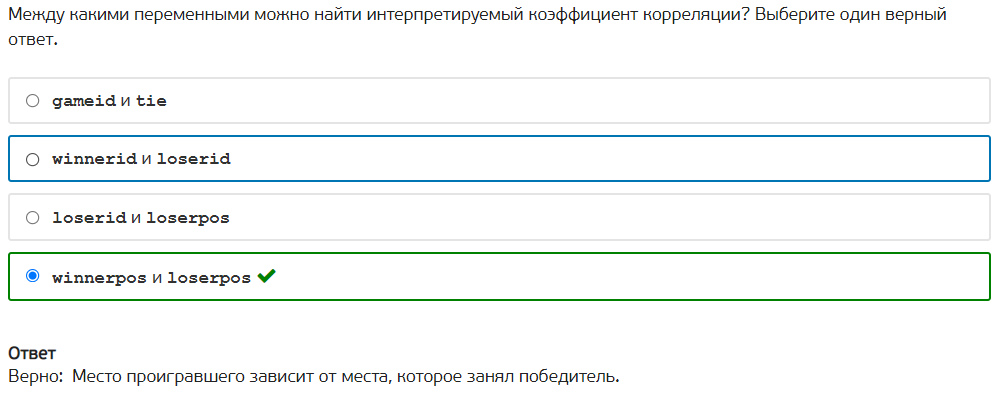 Между какими переменными можно найти интерпретируемый коэффициент корреляции? Выберите один верный
ответ.
gameid и tie
winnerid и loserid
loserid и loserpos
winnerpos и loserpos
Ответ
Верно: Место проигравшего зависит от места, которое занял победитель.